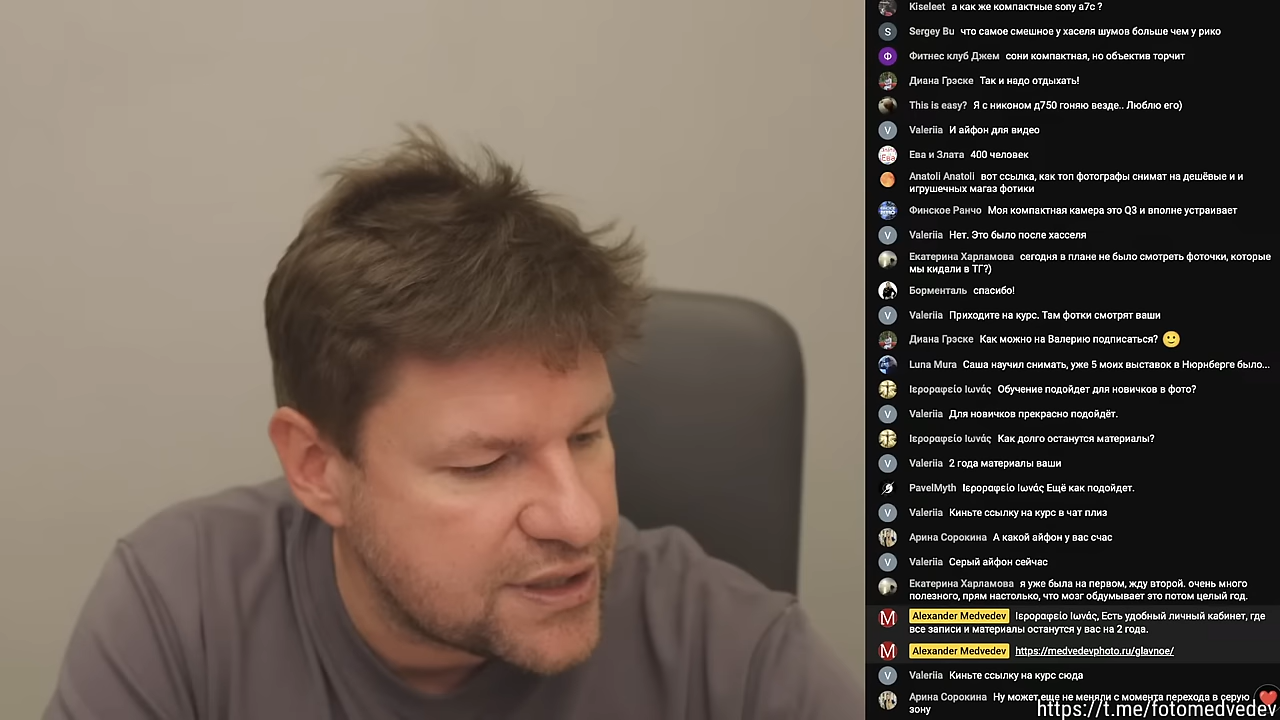 Kiseleet а как же компактные sony a7c ?
S Sergey Bu что самое смешное у хаселя шумов больше чем у рико
Ф Фитнес клуб Джем сони компактная, но объектив торчит
Диана Грэске Так и надо отдыхать!
This is easy? Я с никоном д750 гоняю везде.. Люблю его)
V Valeriia И айфон для видео
Ева и Злата 400 человек
Anatoli Anatoli вот ссылка, как топ фотографы снимат на дешёвые и и
игрушечных магаз фотики
Финское Ранчо Моя компактная камера это Q3 и вполне устраивает
V Valeriia Нет. Это было после хасселя
Екатерина Харламова сегодня в плане не было смотреть фоточки, которые
мы кидали в ТГ?)
Борменталь спасибо!
V Valeriia Приходите на курс. Там фотки смотрят ваши
Диана Грэске Как можно на Валерию подписаться? 🙂
Luna Mura Саша научил снимать, уже 5 моих выставок в Нюрнберге было...
Ιεροραφείο Ιωνάς Обучение подойдет для новичков в фото?
V Valeriia Для новичков прекрасно подойдёт.
Ιεροραφείο Ιωνάς Как долго останутся материалы?
V Valeriia 2 года материалы ваши
PavelMyth Ιεροραφείο Ιωνάς Ещё как подойдет.
V Valeriia Киньте ссылку на курс в чат плиз
Арина Сорокина А какой айфон у вас счас
V Valeriia Серый айфон сейчас
Екатерина Харламова я уже была на первом, жду второй. очень много
полезного, прям настолько, что мозг обдумывает это потом целый год.
M Alexander Medvedev Ιεροραφείο Ιωνάς, Есть удобный личный кабинет, где
все записи и материалы останутся у вас на 2 года.
M Alexander Medvedev https://medvedevphoto.ru/glavnoe/
V Valeriia Киньте ссылку на курс сюда
Арина Сорокина Ну может еще не меняли с момента перехода в серую
зону
https://t.me/fotomedvedev